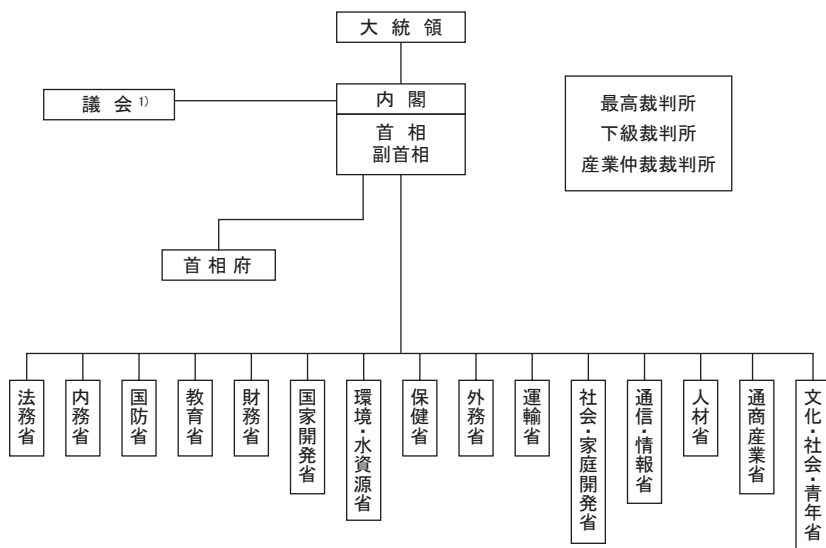 大統領
議会 1)
内閣
首相
副首相
最高裁判所
下級裁判所
産業仲裁裁判所
首相府
法務省
内務省
国防省
教育省
財務省
国家開発省
環境・水資源省
保健省
外務省
運輸省
社会・家庭開発省
通信・情報省
人材省
通商産業省
文化・社会・青年省